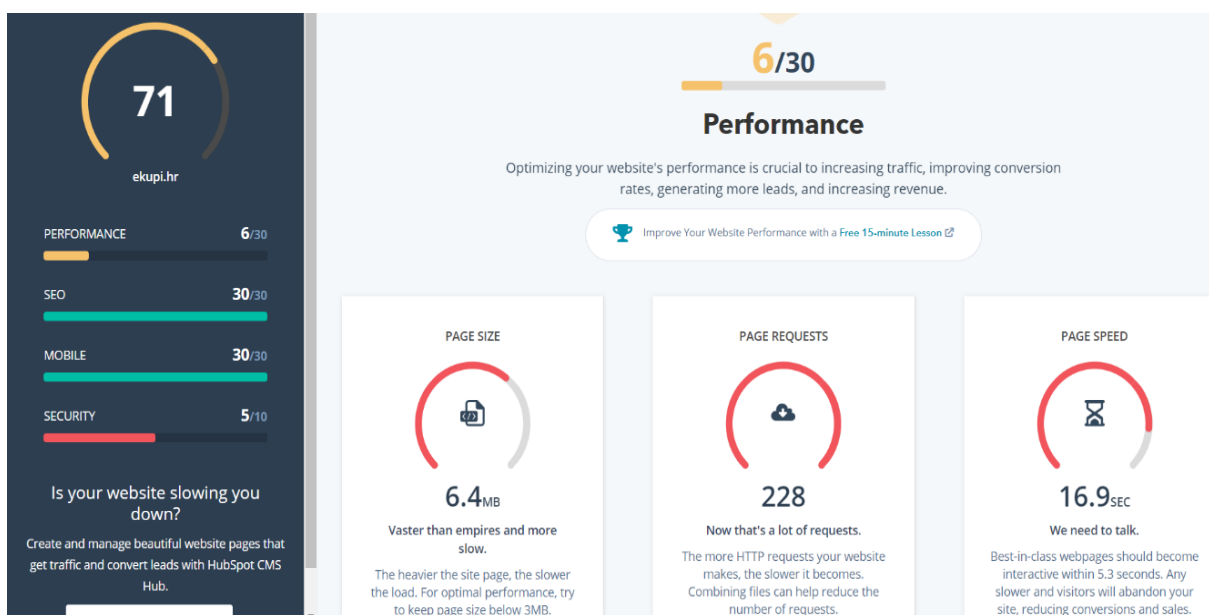 71
ekupi.hr
PERFORMANCE 6/30
SEO 30/30
MOBILE 30/30
SECURITY 5/10
Is your website slowing you
down?
Create and manage beautiful website pages that
get traffic and convert leads with HubSpot CMS
Hub.
6/30
Performance
Optimizing your website's performance is crucial to increasing traffic, improving conversion
rates, generating more leads, and increasing revenue.
Improve Your Website Performance with a Free 15-minute Lesson
PAGE SIZE
6.4MB
Vaster than empires and more
slow.
The heavier the site page, the slower
the load. For optimal performance, try
to keep page size below 3MB.
PAGE REQUESTS
228
Now that's a lot of requests.
The more HTTP requests your website
makes, the slower it becomes.
Combining files can help reduce the
number of requests.
PAGE SPEED
16.9SEC
We need to talk.
Best-in-class webpages should become
interactive within 5.3 seconds. Any
slower and visitors will abandon your
site, reducing conversions and sales.